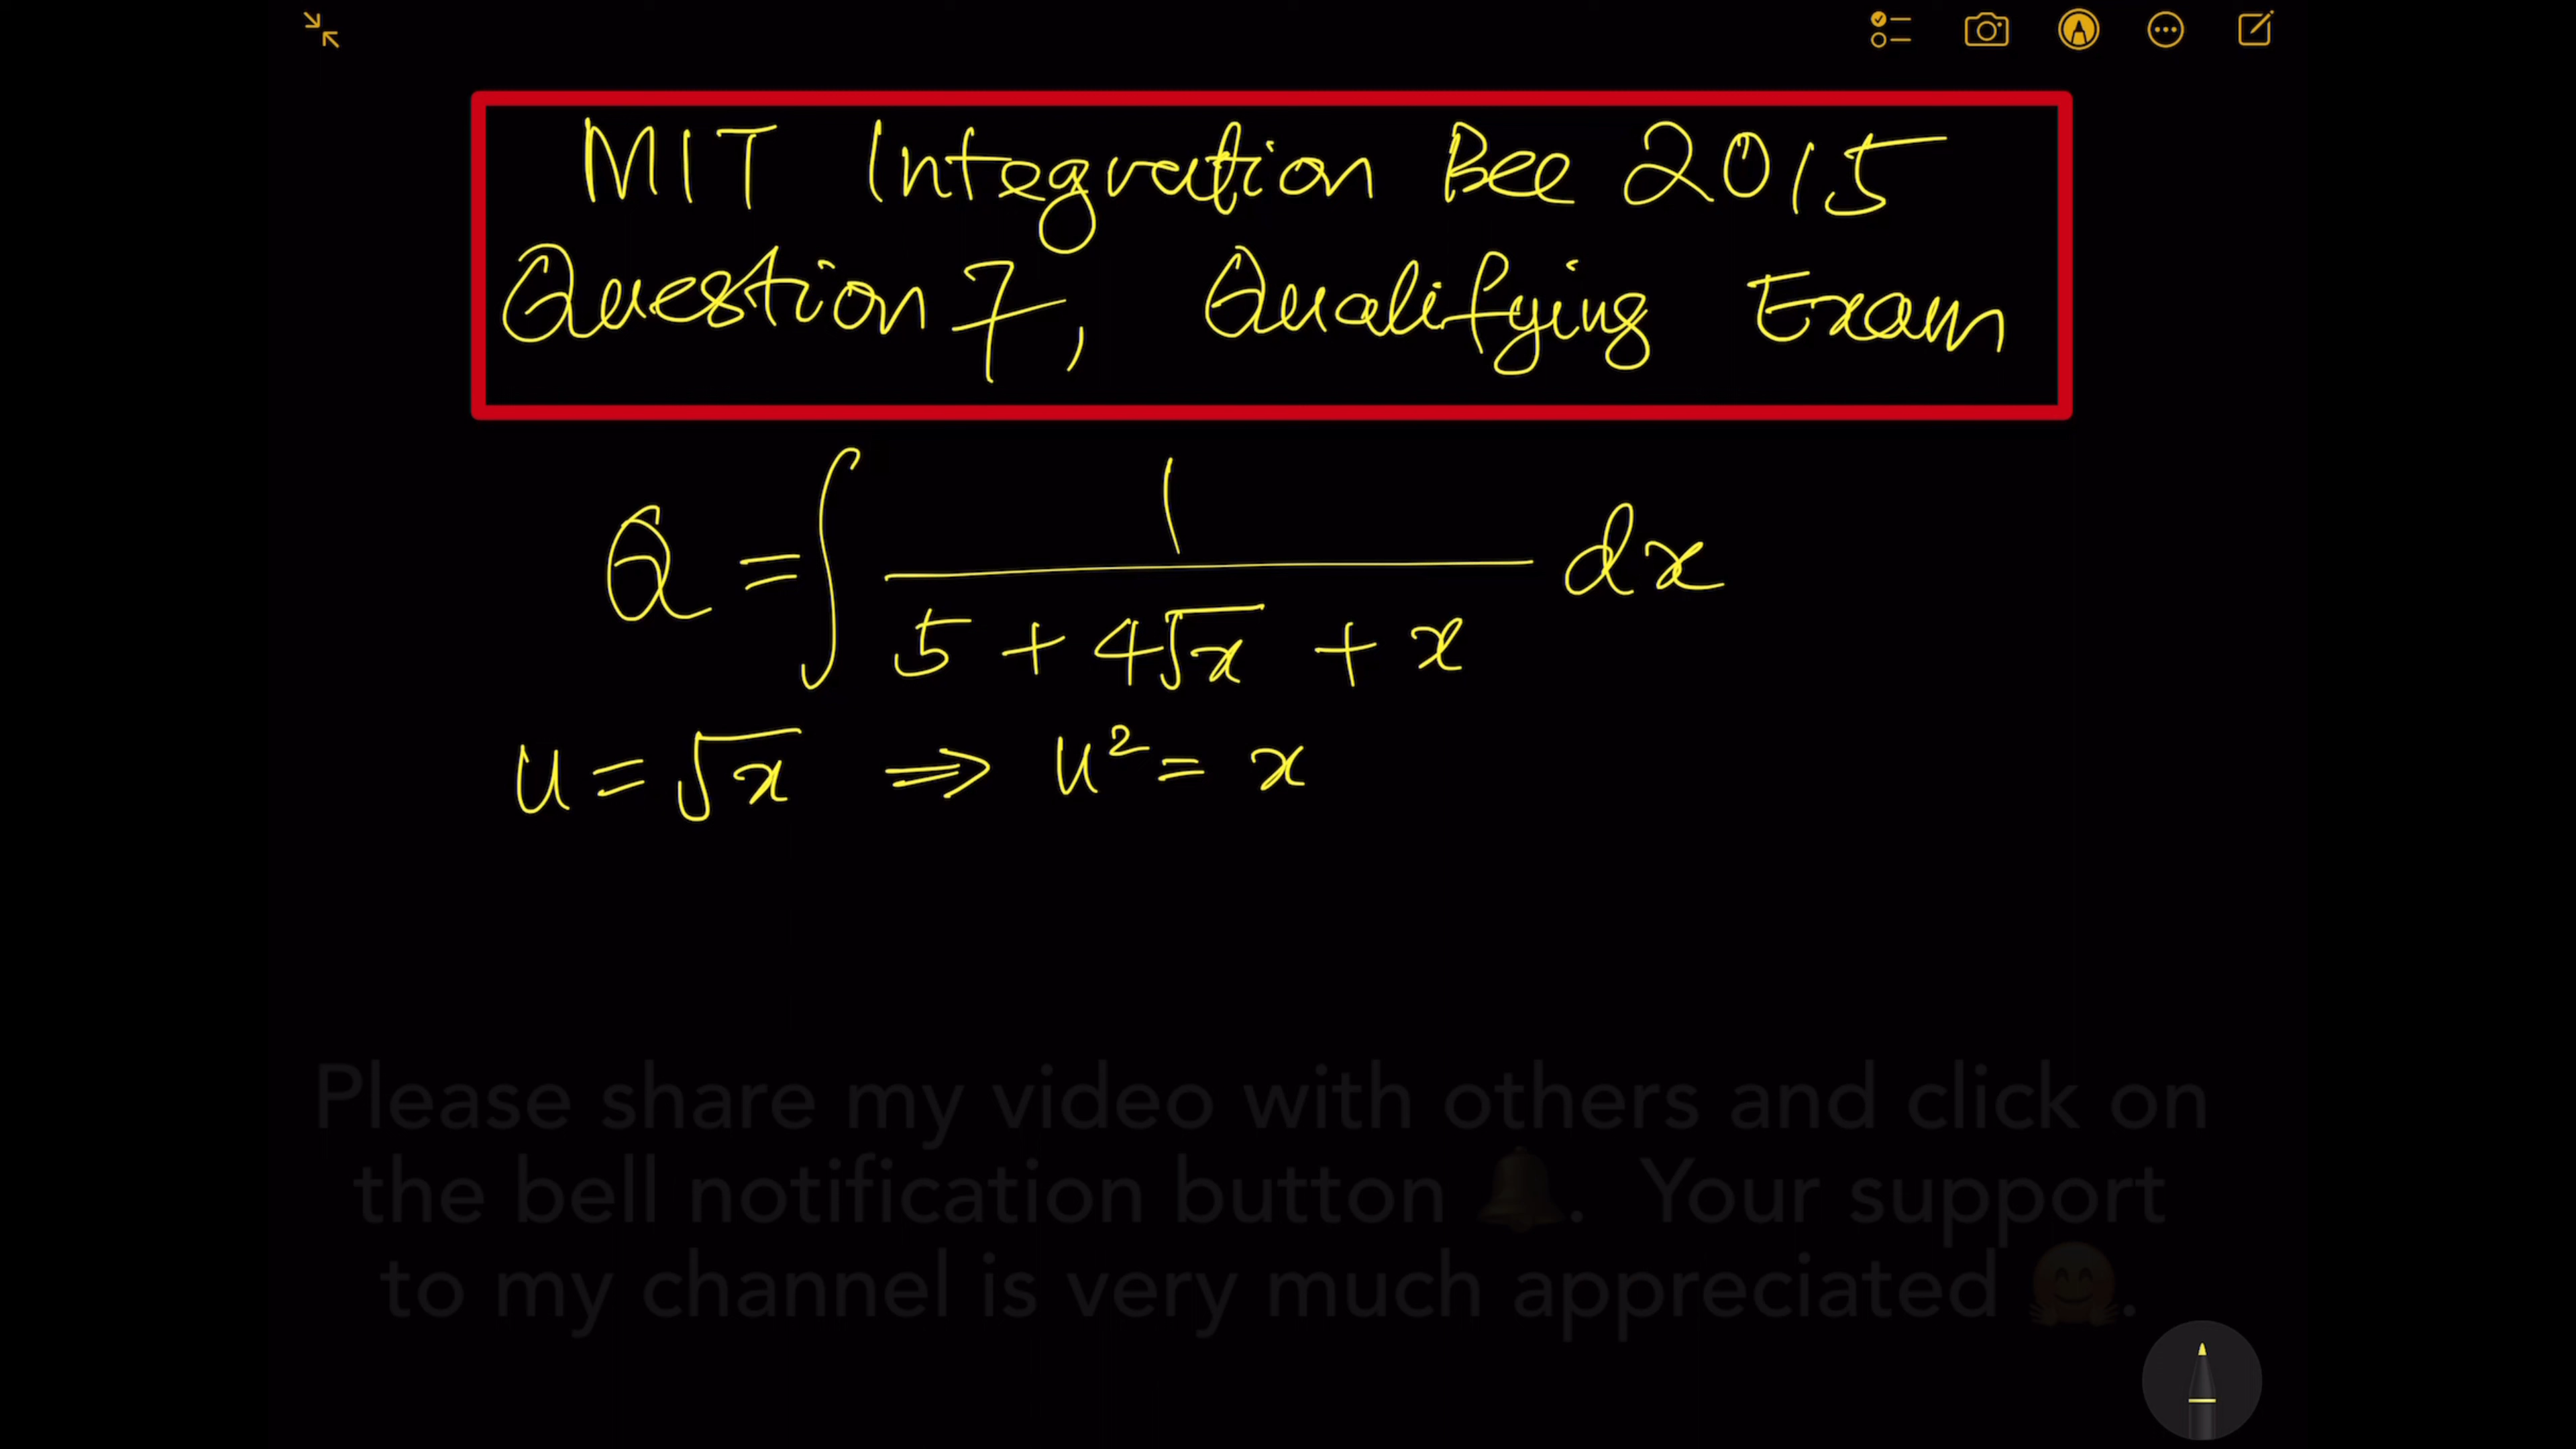 MIT Integration Bee 2015
Question 7, Qualifying Exam
Q = ∫ 1 / (5 + 4√x + x) dx
u = √x ⟹ u² = x
Please share my video with others and click on
the bell notification button 🔔. Your support
to my channel is very much appreciated 🤗.